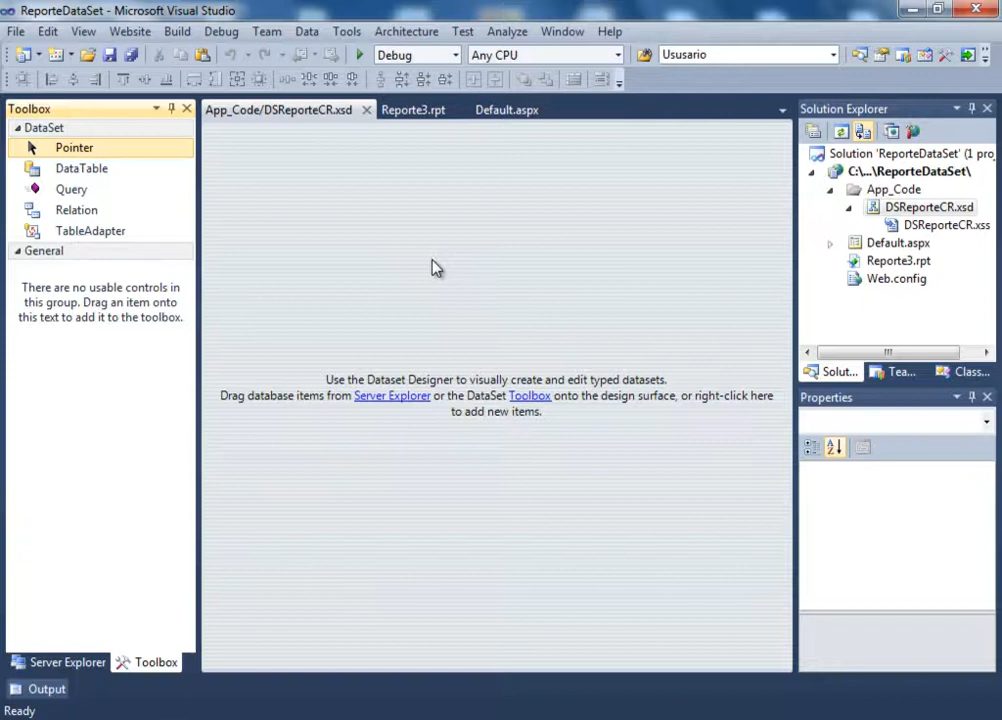 ReporteDataSet - Microsoft Visual Studio
File Edit View Website Build Debug Team Data Tools Architecture Test Analyze Window Help
Debug Any CPU Ususario
Toolbox
DataSet
Pointer
DataTable
Query
Relation
TableAdapter
General
There are no usable controls in
this group. Drag an item onto
this text to add it to the toolbox.
Server Explorer Toolbox
App_Code/DSReporteCR.xsd Reporte3.rpt Default.aspx
Use the Dataset Designer to visually create and edit typed datasets.
Drag database items from Server Explorer or the DataSet Toolbox onto the design surface, or right-click here
to add new items.
Solution Explorer
Solution 'ReporteDataSet' (1 proj
C:\...\ReporteDataSet\
App_Code
DSReporteCR.xsd
DSReporteCR.xss
Default.aspx
Reporte3.rpt
Web.config
Solut... Tea... Class...
Properties
Output
Ready